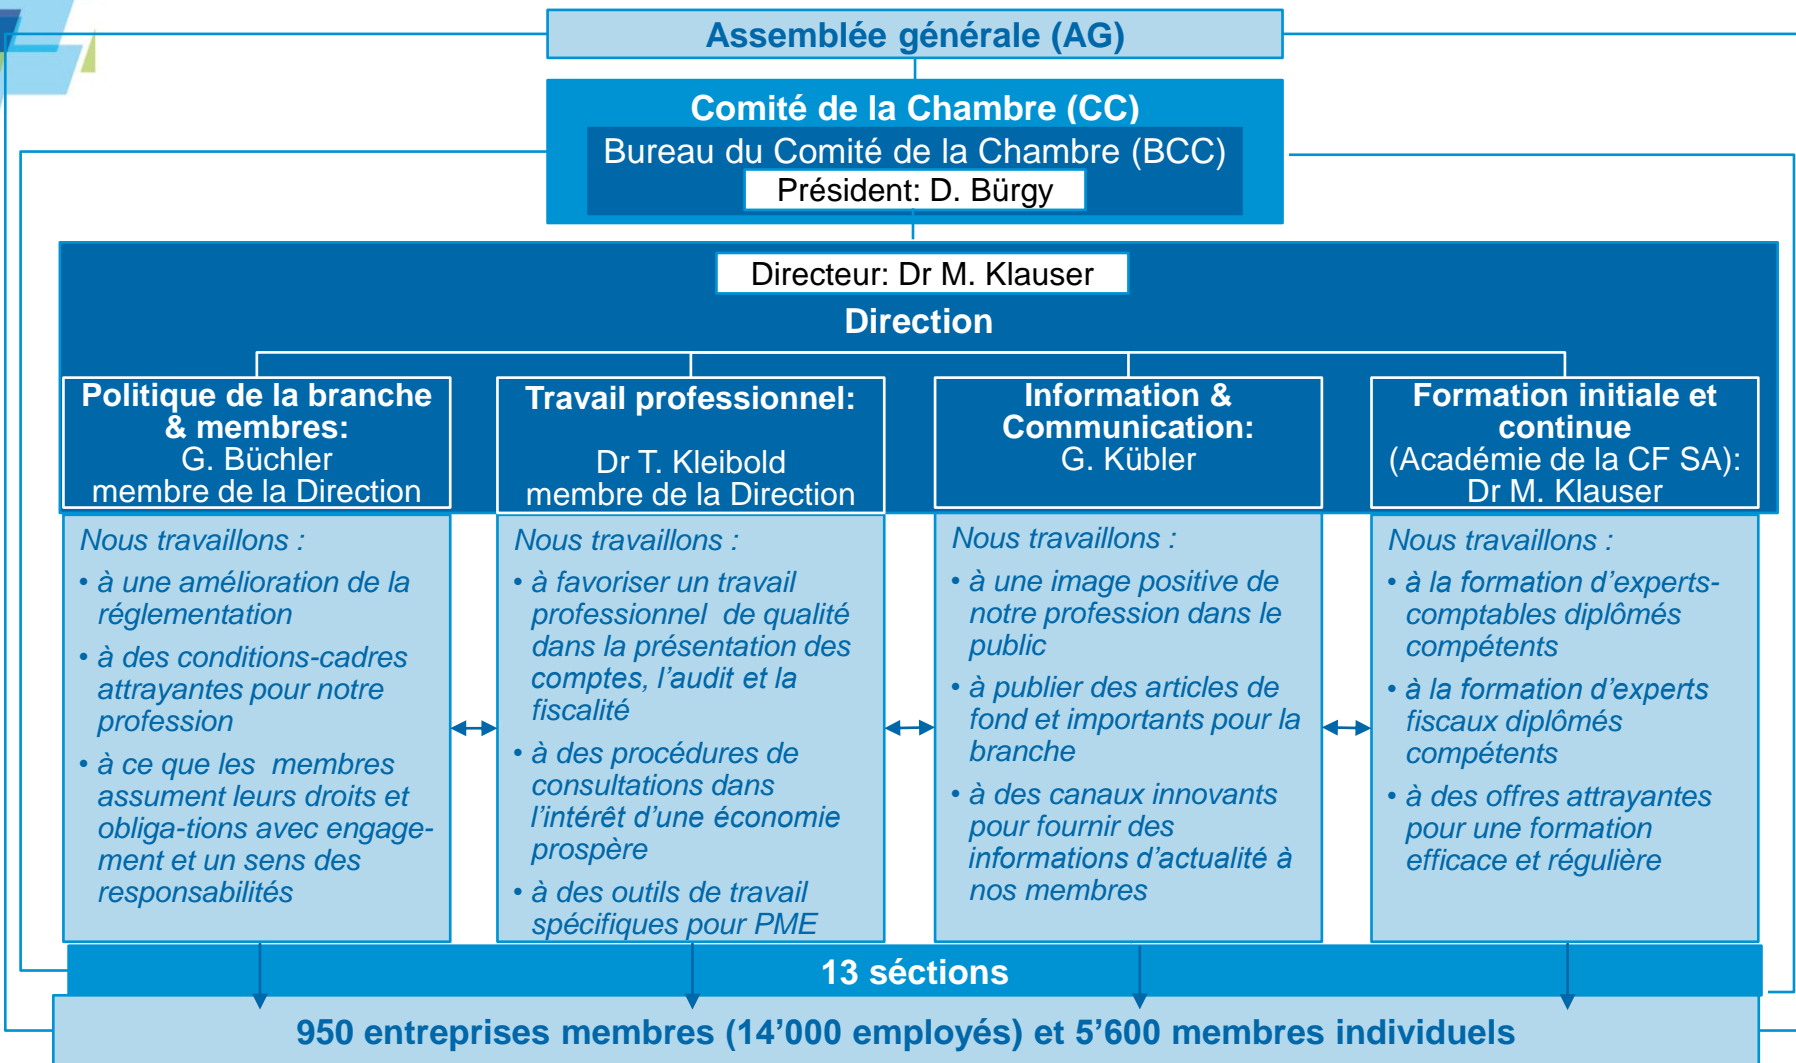 Assemblée générale (AG)
Comité de la Chambre (CC)
Bureau du Comité de la Chambre (BCC)
Président: D. Bürgy
Directeur: Dr M. Klauser
Direction
Politique de la branche
& membres:
G. Büchler
membre de la Direction
Travail professionnel:
Dr T. Kleibold
membre de la Direction
Information &
Communication:
G. Kübler
Formation initiale et
continue
(Académie de la CF SA):
Dr M. Klauser
Nous travaillons :
• à une amélioration de la
réglementation
• à des conditions-cadres
attrayantes pour notre
profession
• à ce que les  membres
assument leurs droits et
obliga-tions avec engage-
ment et un sens des
responsabilités
Nous travaillons :
• à favoriser un travail
professionnel  de qualité
dans la présentation des
comptes, l’audit et la
fiscalité
• à des procédures de
consultations dans
l’intérêt d’une économie
prospère
• à des outils de travail
spécifiques pour PME
Nous travaillons :
• à une image positive de
notre profession dans le
public
• à publier des articles de
fond et importants pour la
branche
• à des canaux innovants
pour fournir des
informations d’actualité à
nos membres
Nous travaillons :
• à la formation d’experts-
comptables diplômés
compétents
• à la formation d’experts
fiscaux diplômés
compétents
• à des offres attrayantes
pour une formation
efficace et régulière
13 séctions
950 entreprises membres (14’000 employés) et 5’600 membres individuels